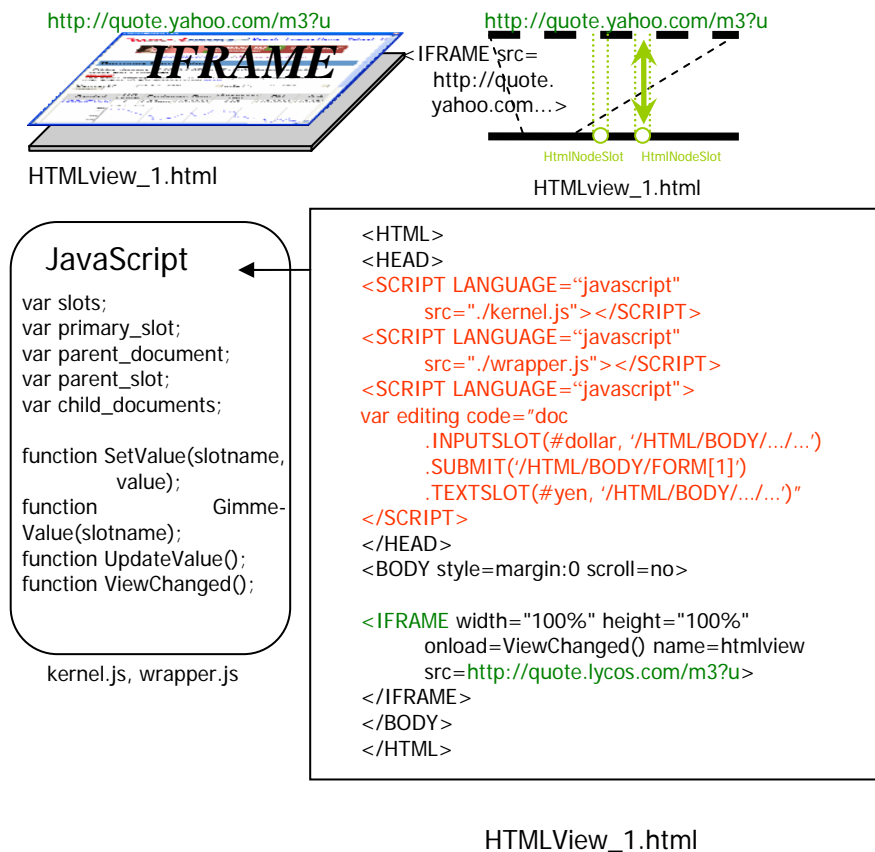 http://quote.yahoo.com/m3?u
IFRAME
HTMLview_1.html
http://quote.yahoo.com/m3?u
<IFRAME src=
http://quote.
yahoo.com...>
HtmlNodeSlot HtmlNodeSlot
HTMLview_1.html
JavaScript
var slots;
var primary_slot;
var parent_document;
var parent_slot;
var child_documents;
function SetValue(slotname,
value);
function Gimme-
Value(slotname);
function UpdateValue();
function ViewChanged();
kernel.js, wrapper.js
<HTML>
<HEAD>
<SCRIPT LANGUAGE=“javascript"
src="./kernel.js"></SCRIPT>
<SCRIPT LANGUAGE=“javascript"
src="./wrapper.js"></SCRIPT>
<SCRIPT LANGUAGE=“javascript">
var editing code=”doc
.INPUTSLOT(#dollar, ‘/HTML/BODY/.../...’)
.SUBMIT(‘/HTML/BODY/FORM[1]’)
.TEXTSLOT(#yen, ‘/HTML/BODY/.../...’)”
</SCRIPT>
</HEAD>
<BODY style=margin:0 scroll=no>
<IFRAME width="100%" height="100%"
onload=ViewChanged() name=htmlview
src=http://quote.lycos.com/m3?u>
</IFRAME>
</BODY>
</HTML>
HTMLView_1.html